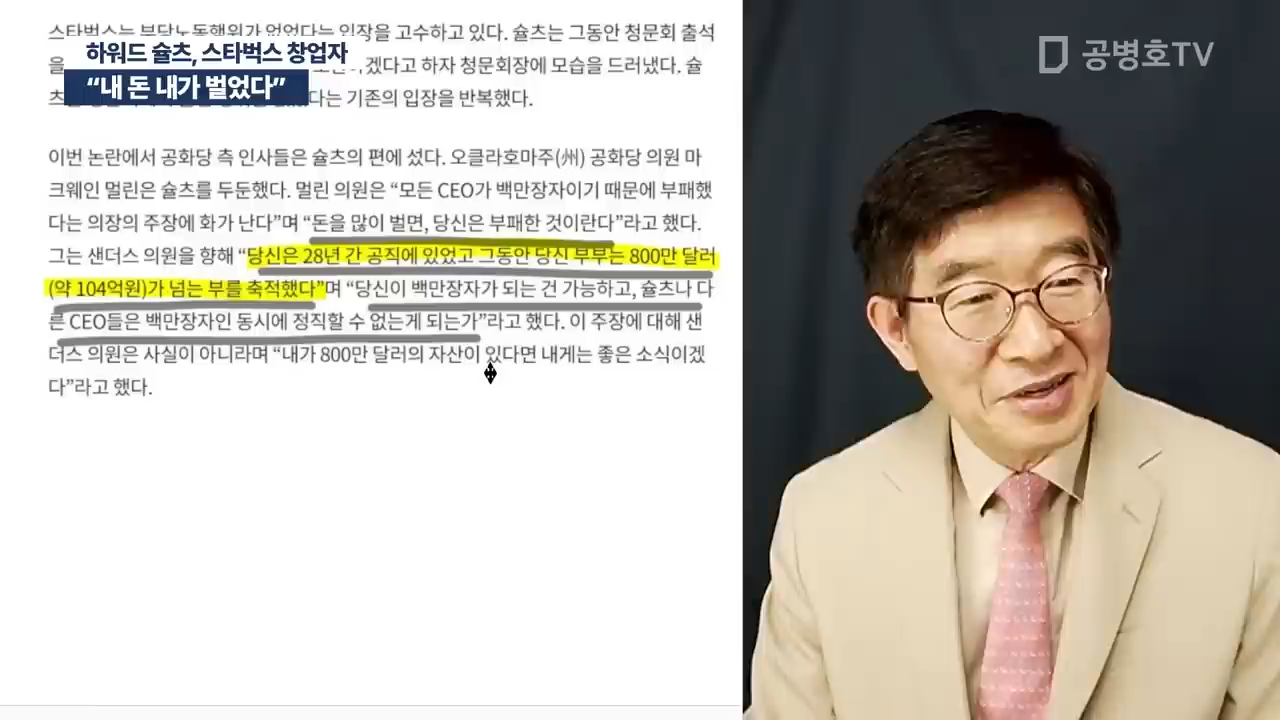 스타벅스는 부당노동행위가 없었다는 입장을 고수하고 있다. 슐츠는 그동안 청문회 출석
하워드 슐츠, 스타벅스 창업자
을 겠다고 하자 청문회장에 모습을 드러냈다. 슐
“내 돈 내가 벌었다”
츠는 다는 기존의 입장을 반복했다.
공병호TV
이번 논란에서 공화당 측 인사들은 슐츠의 편에 섰다. 오클라호마주(州) 공화당 의원 마
크웨인 멀린은 슐츠를 두둔했다. 멀린 의원은 “모든 CEO가 백만장자이기 때문에 부패했
다는 의장의 주장에 화가 난다”며 “돈을 많이 벌면, 당신은 부패한 것이란다”라고 했다.
그는 샌더스 의원을 향해 “당신은 28년 간 공직에 있었고 그동안 당신 부부는 800만 달러
(약 104억원)가 넘는 부를 축적했다”며 “당신이 백만장자가 되는 건 가능하고, 슐츠나 다
른 CEO들은 백만장자인 동시에 정직할 수 없는게 되는가”라고 했다. 이 주장에 대해 샌
더스 의원은 사실이 아니라며 “내가 800만 달러의 자산이 있다면 내게는 좋은 소식이겠
다”라고 했다.